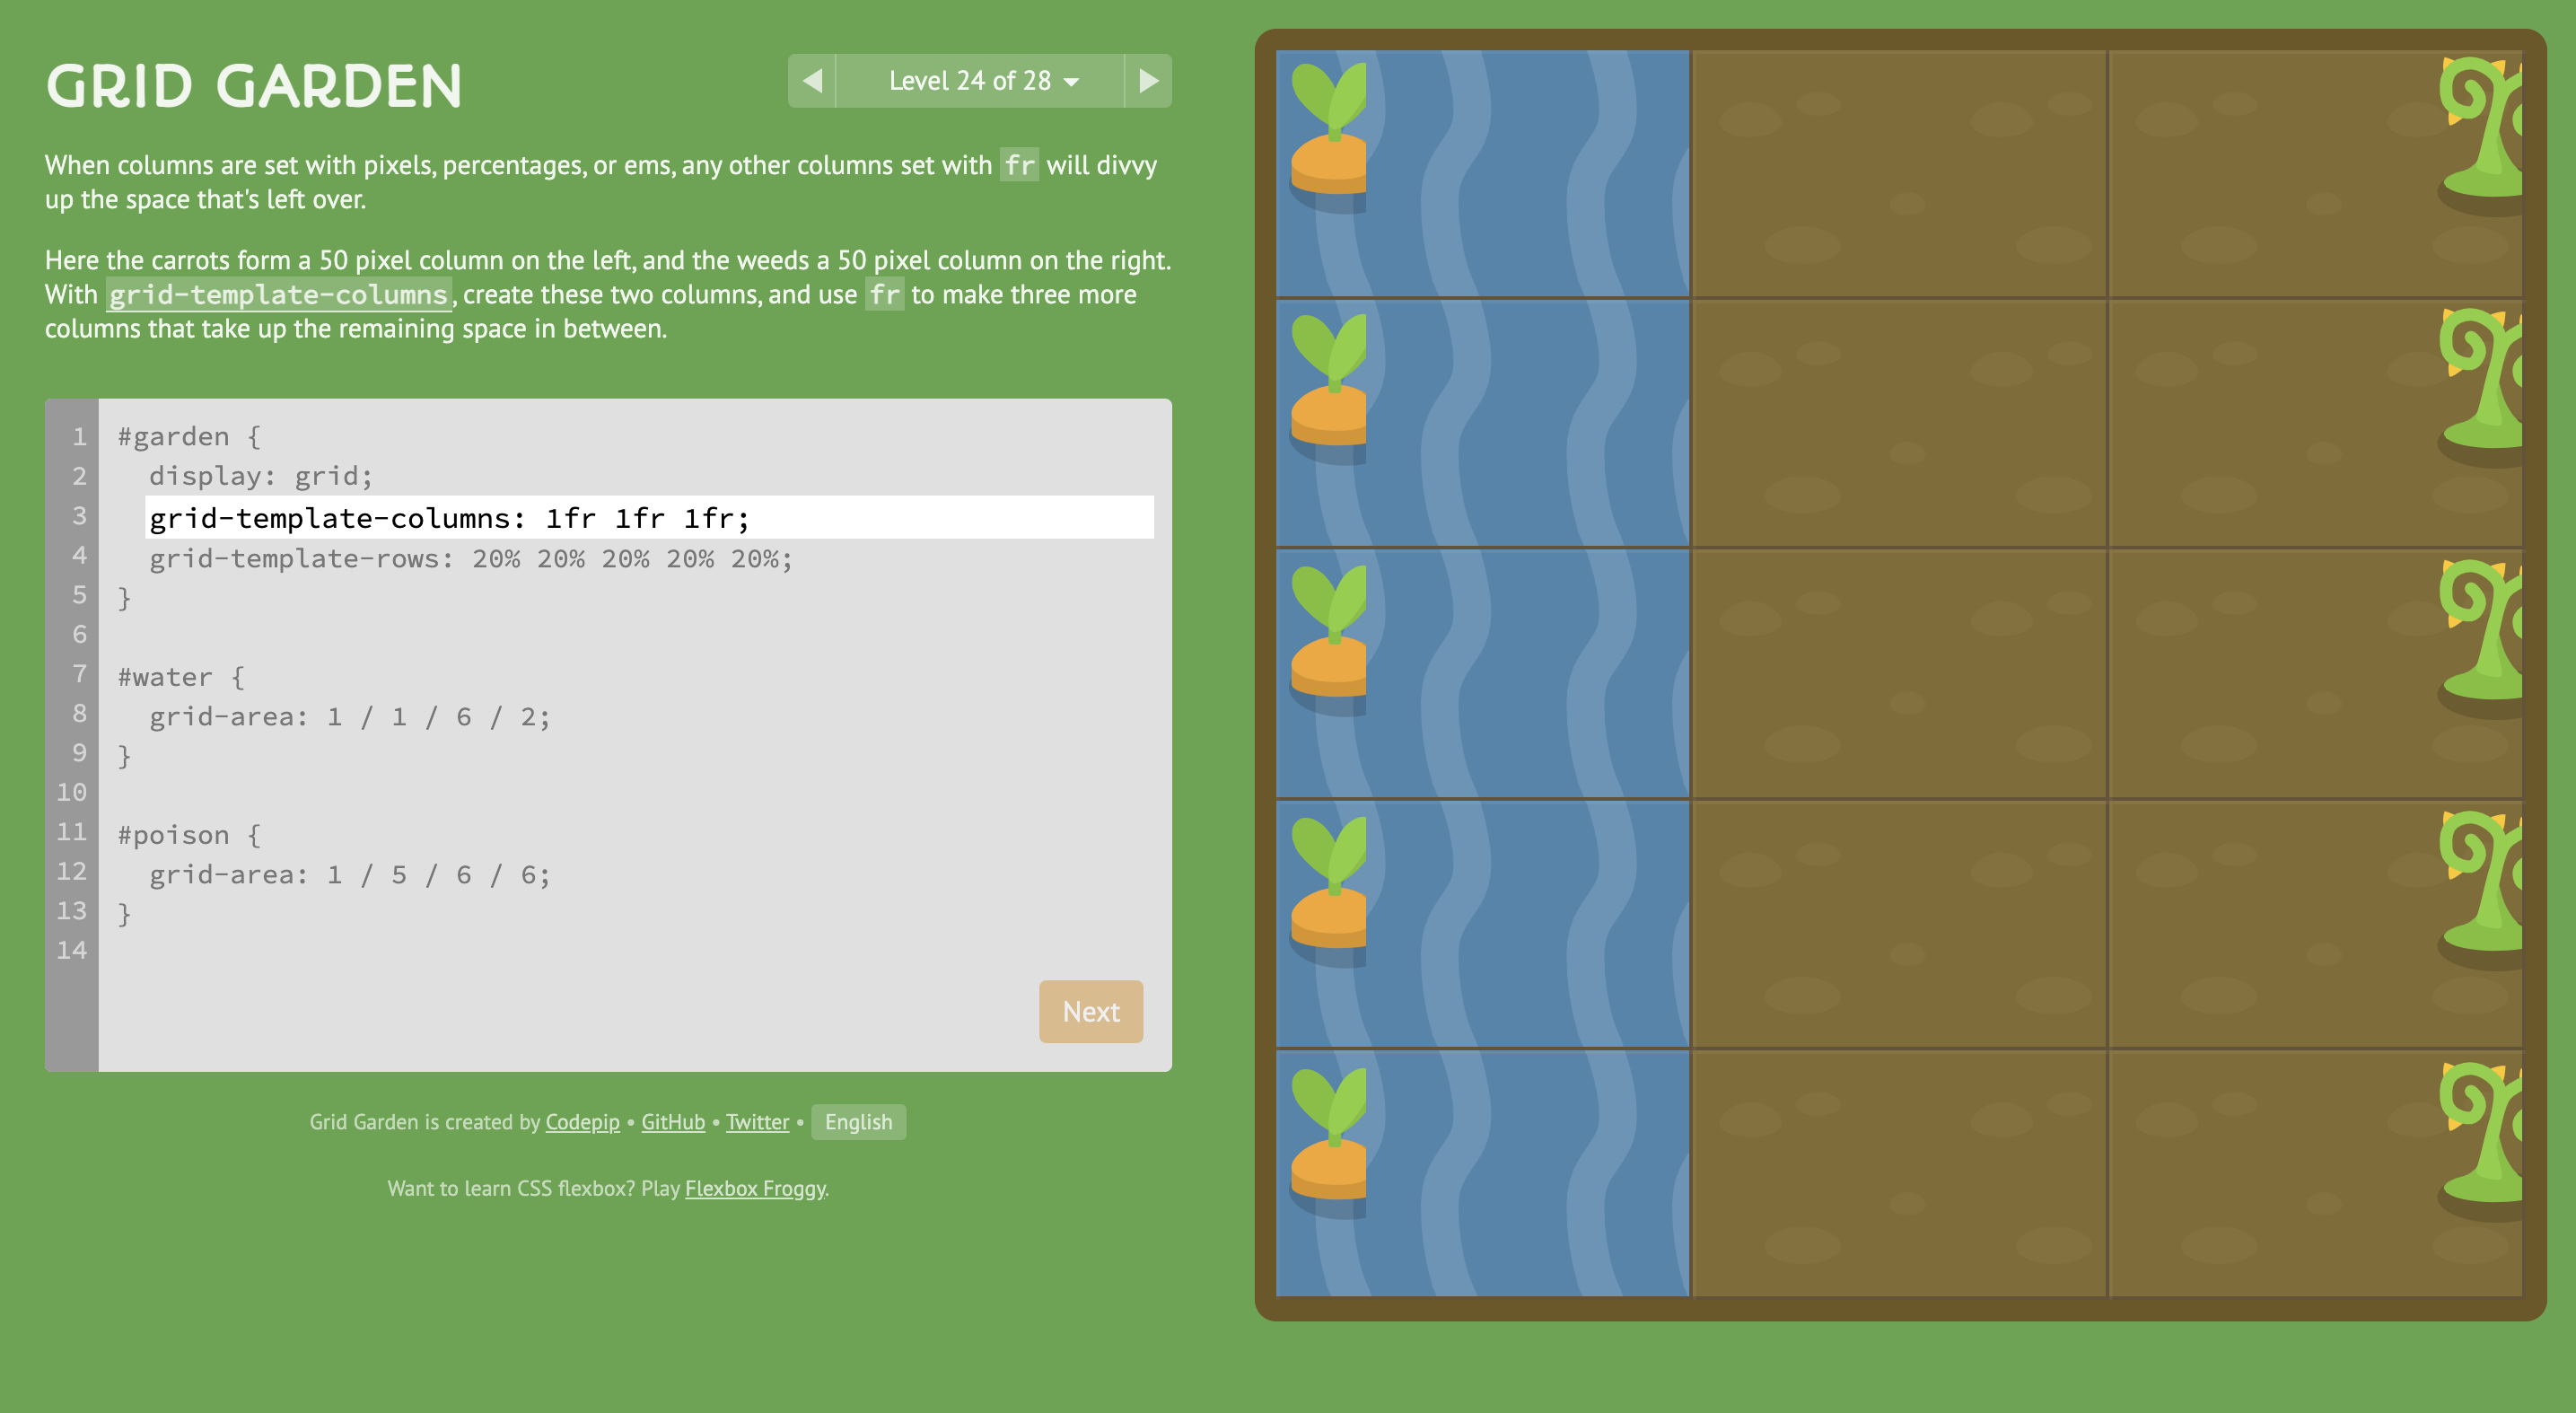 GRID GARDEN
Level 24 of 28
When columns are set with pixels, percentages, or ems, any other columns set with fr will divvy
up the space that's left over.
Here the carrots form a 50 pixel column on the left, and the weeds a 50 pixel column on the right.
With grid-template-columns, create these two columns, and use fr to make three more
columns that take up the remaining space in between.
1 #garden {
2   display: grid;
3   grid-template-columns: 1fr 1fr 1fr;
4   grid-template-rows: 20% 20% 20% 20% 20%;
5 }
6
7 #water {
8   grid-area: 1 / 1 / 6 / 2;
9 }
10
11 #poison {
12   grid-area: 1 / 5 / 6 / 6;
13 }
14
Next
Grid Garden is created by Codepip • GitHub • Twitter • English
Want to learn CSS flexbox? Play Flexbox Froggy.